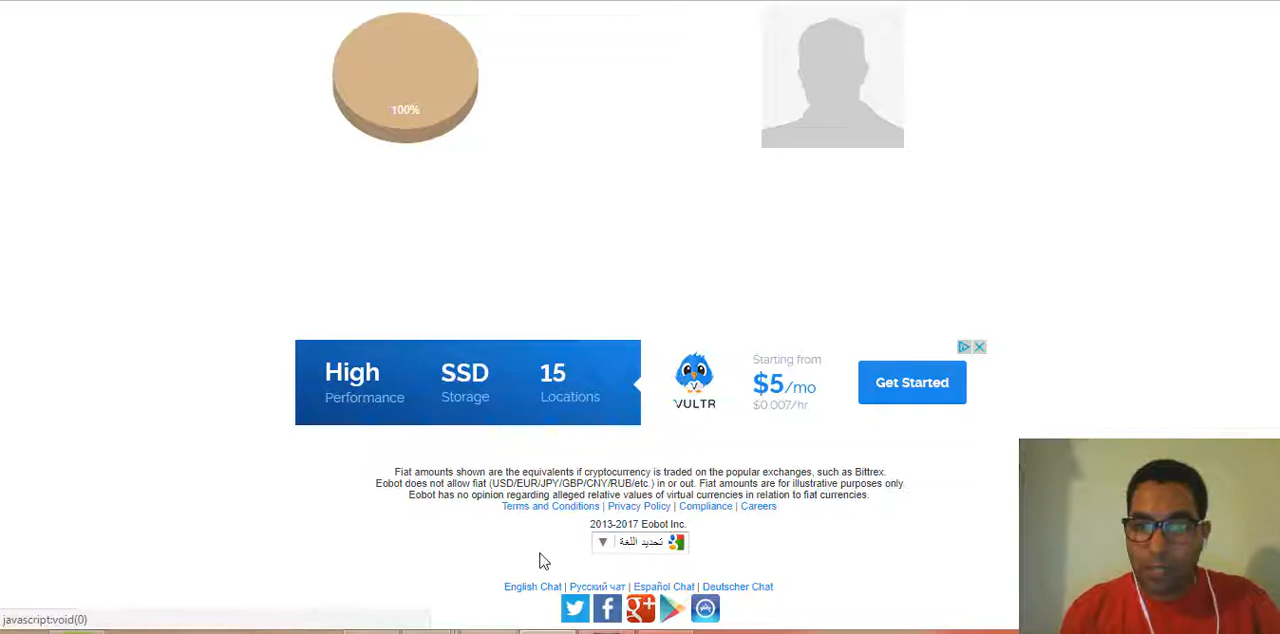 100%
High
Performance
SSD
Storage
15
Locations
VULTR
Starting from
$5/mo
$0.007/hr
Get Started
Fiat amounts shown are the equivalents if cryptocurrency is traded on the popular exchanges, such as Bittrex.
Eobot does not allow fiat (USD/EUR/JPY/GBP/CNY/RUB/etc.) in or out. Fiat amounts are for illustrative purposes only.
Eobot has no opinion regarding alleged relative values of virtual currencies in relation to fiat currencies.
Terms and Conditions | Privacy Policy | Compliance | Careers
2013-2017 Eobot Inc.
تحديد اللغة | ▼
English Chat | Русский чат | Español Chat | Deutscher Chat
g+
javascript:void(0)